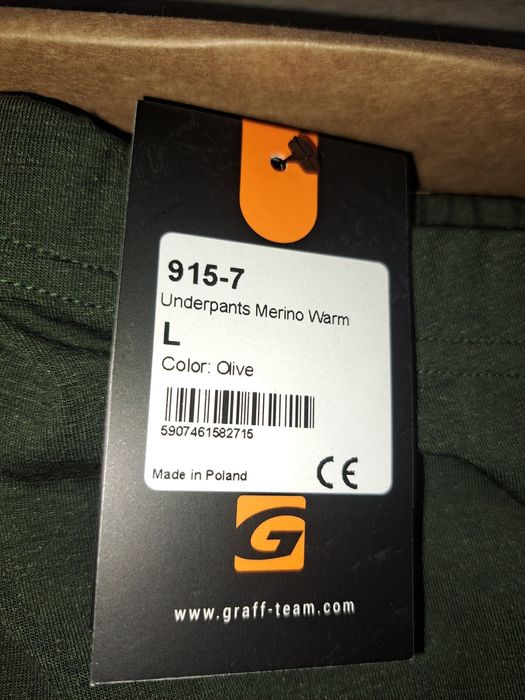 915-7
Underpants Merino Warm
L
Color: Olive
5907461582715
Made in Poland CE
G
www.graff-team.com